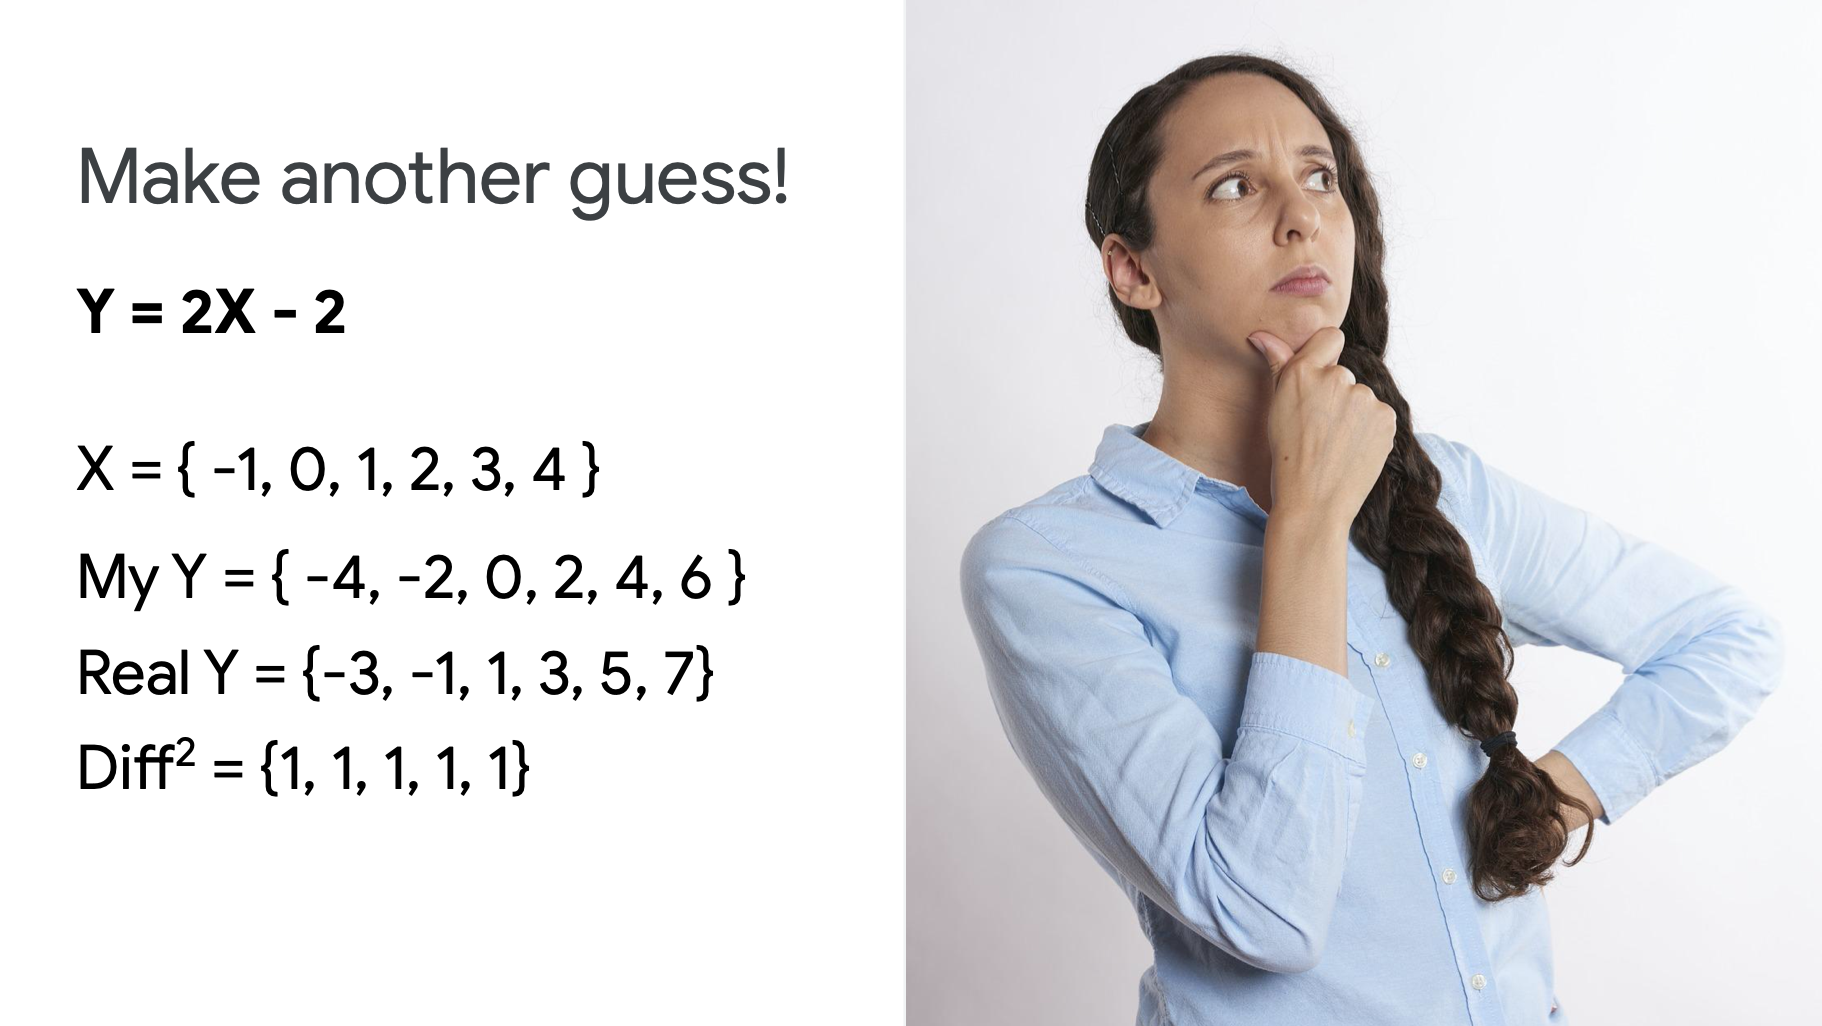 Make another guess!
Y = 2X - 2
X = { -1, 0, 1, 2, 3, 4 }
My Y = { -4, -2, 0, 2, 4, 6 }
Real Y = {-3, -1, 1, 3, 5, 7}
Diff² = {1, 1, 1, 1, 1}